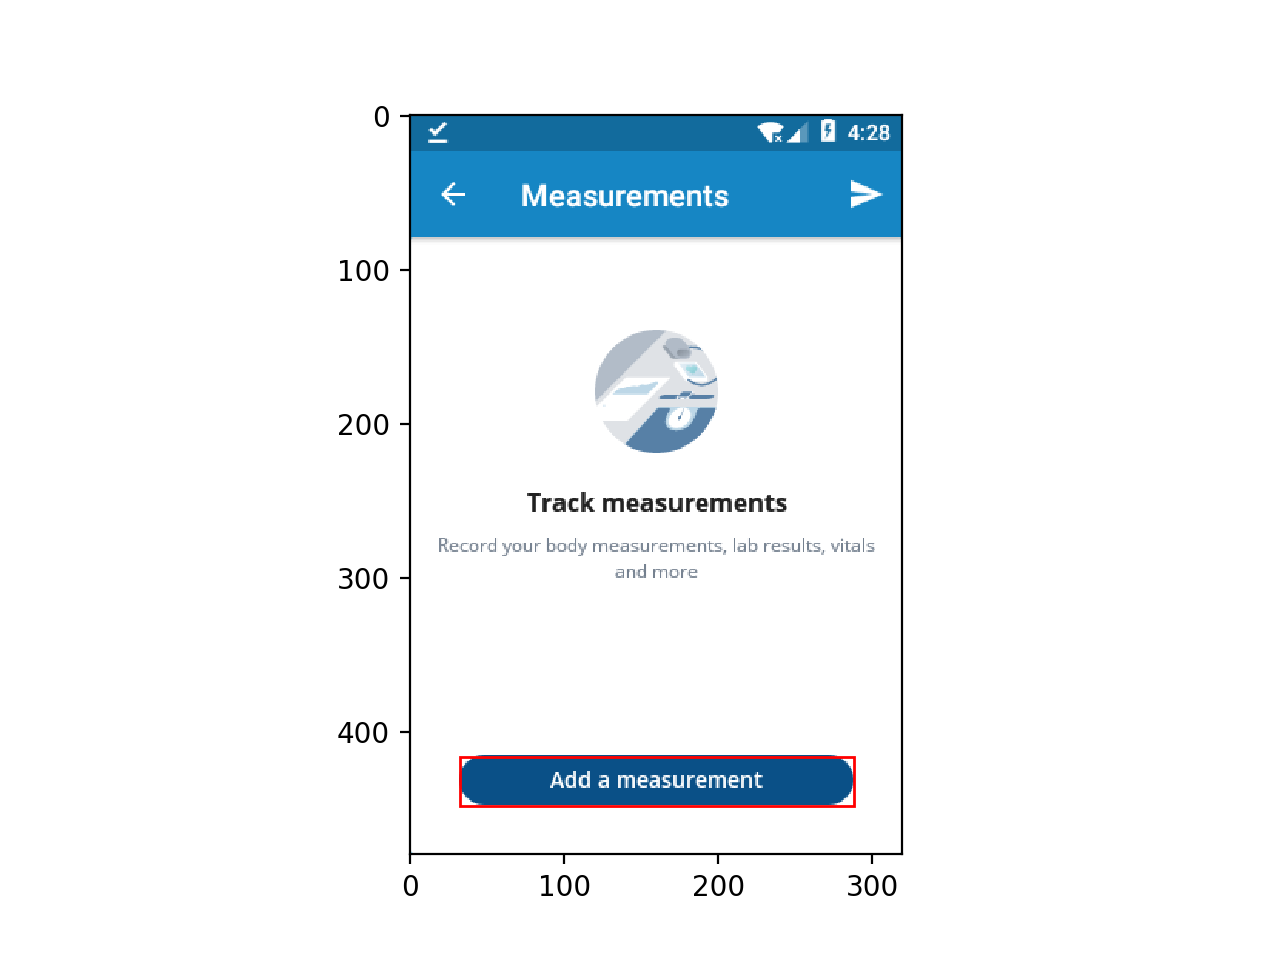 0
4:28
Measurements
100
200
Track measurements
Record your body measurements, lab results, vitals
and more
300
400
Add a measurement
0
100
200
300